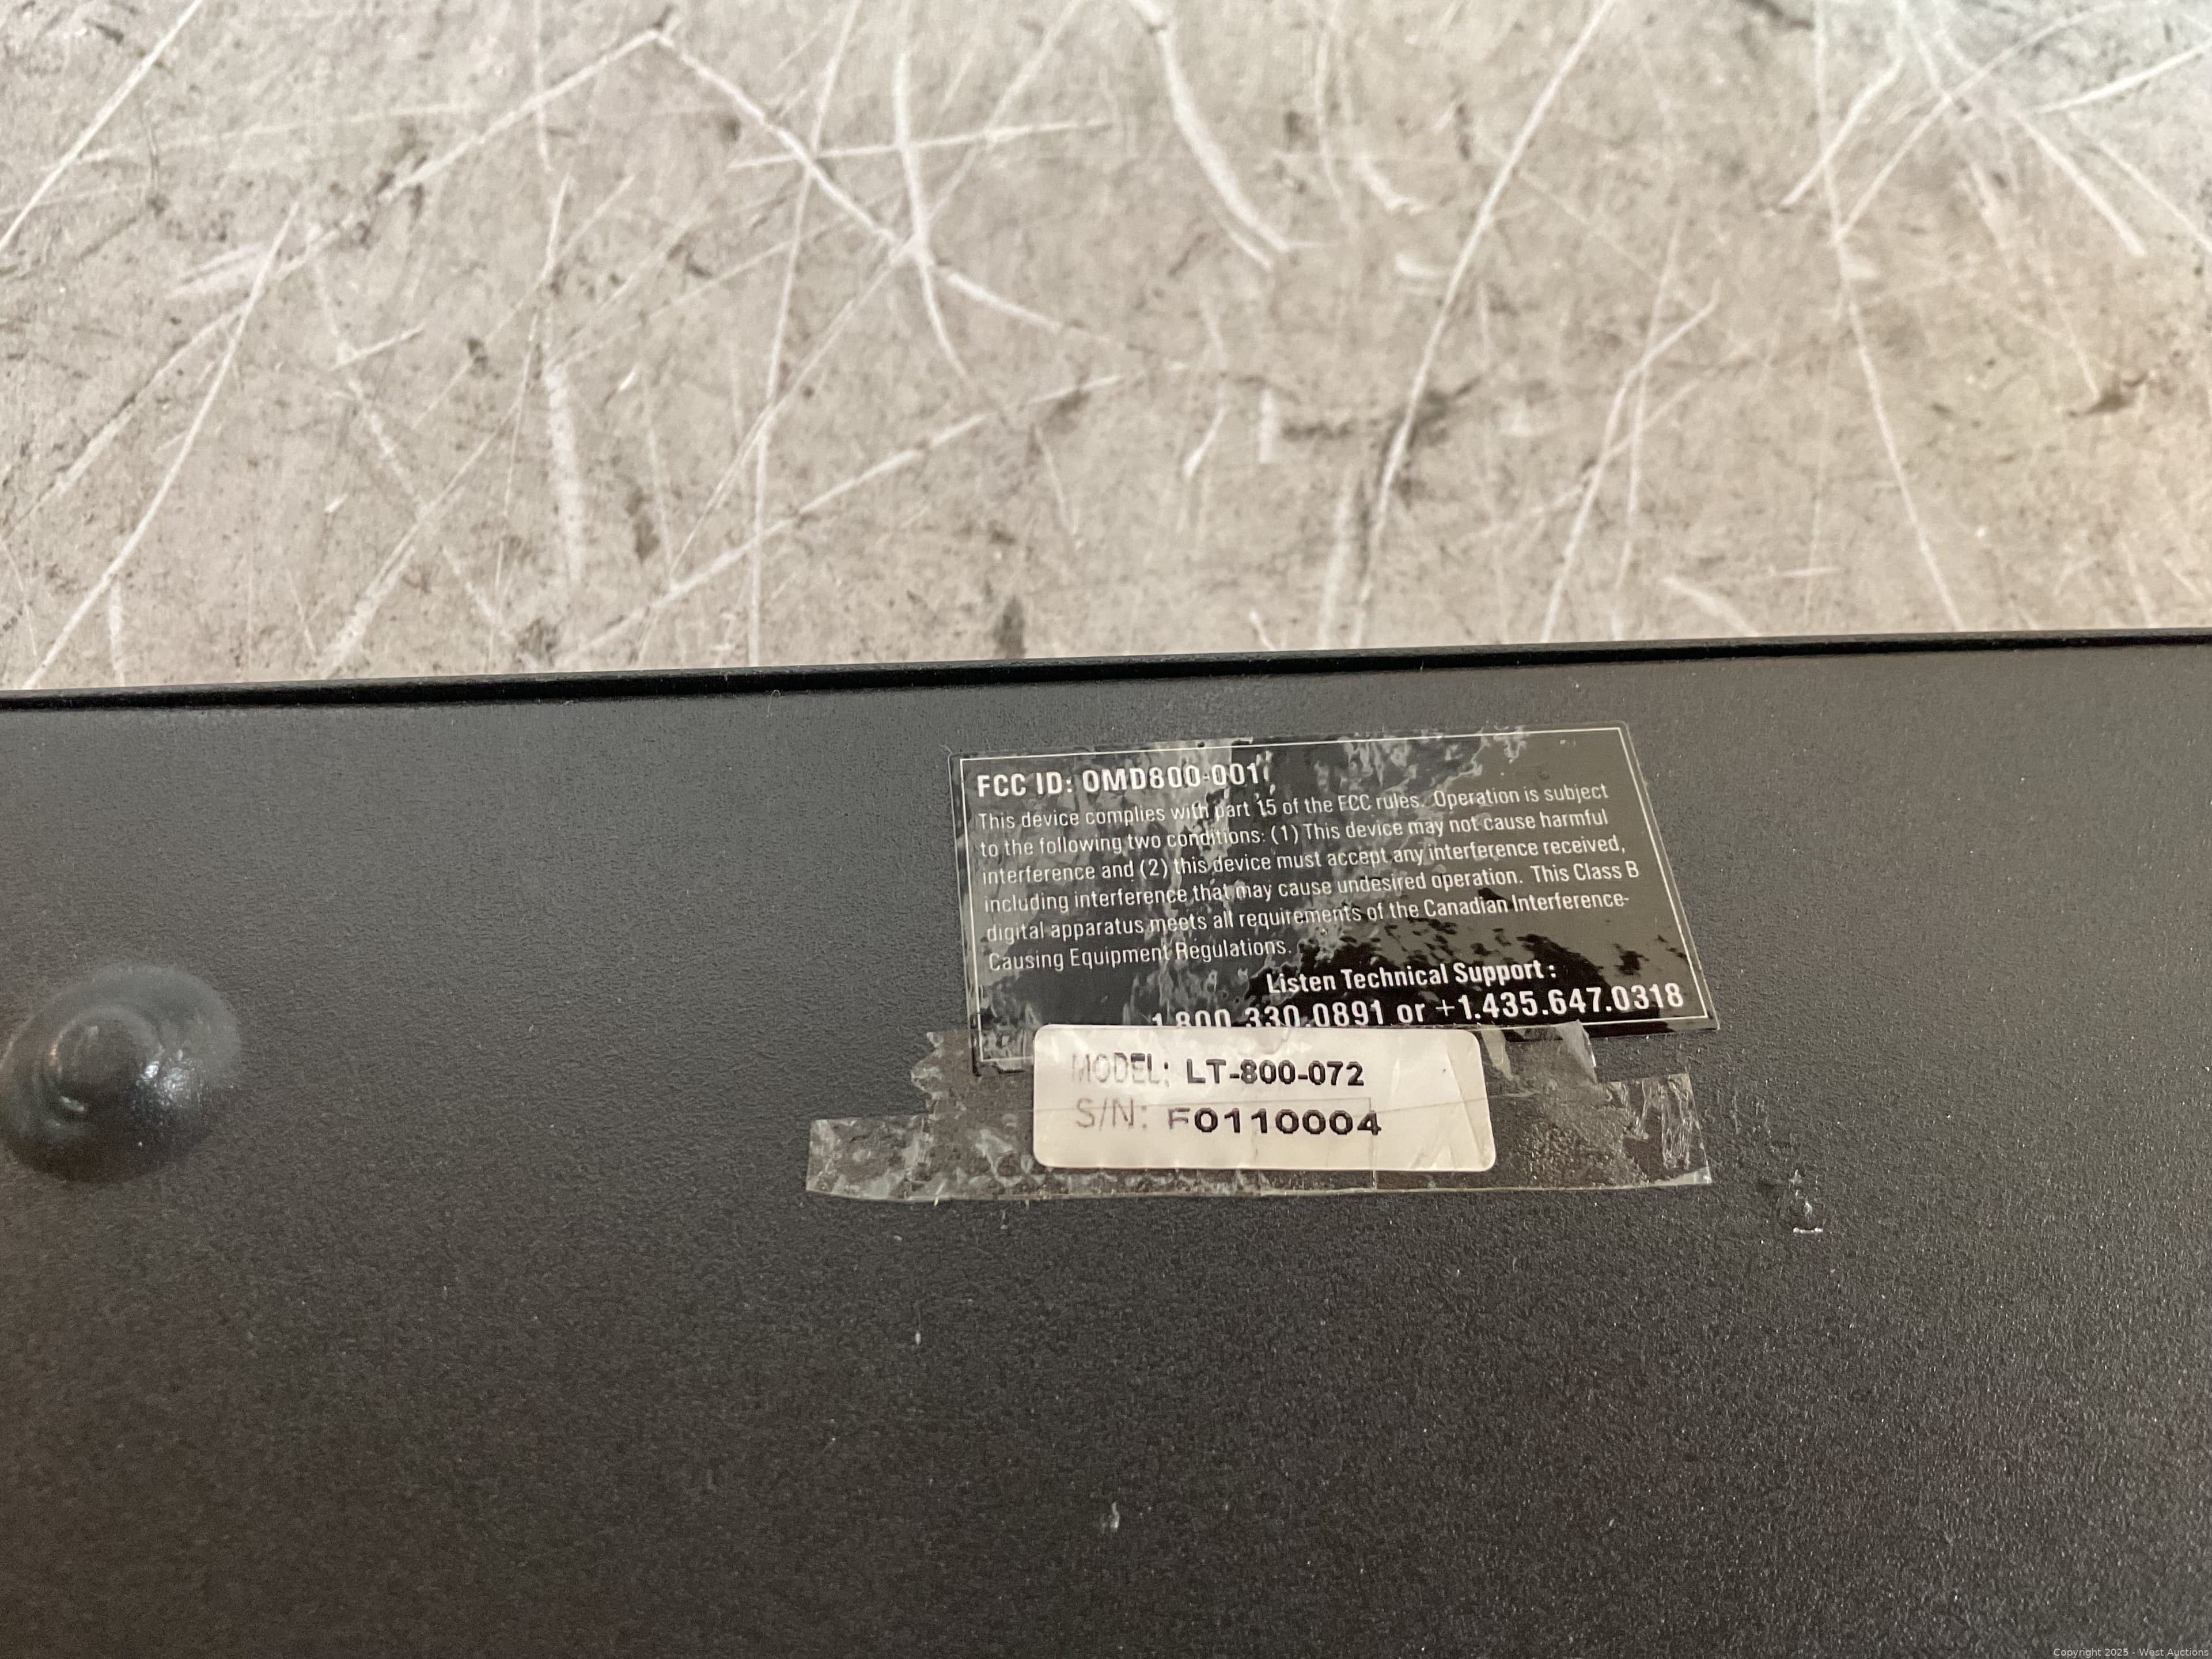 FCC ID: OMD800-001
This device complies with part 15 of the FCC rules. Operation is subject
to the following two conditions: (1) This device may not cause harmful
interference and (2) this device must accept any interference received,
including interference that may cause undesired operation. This Class B
digital apparatus meets all requirements of the Canadian Interference-
Causing Equipment Regulations.
Listen Technical Support :
1.800.330.0891 or +1.435.647.0318
MODEL: LT-800-072
S/N: F0110004
Copyright 2025 - West Auctions